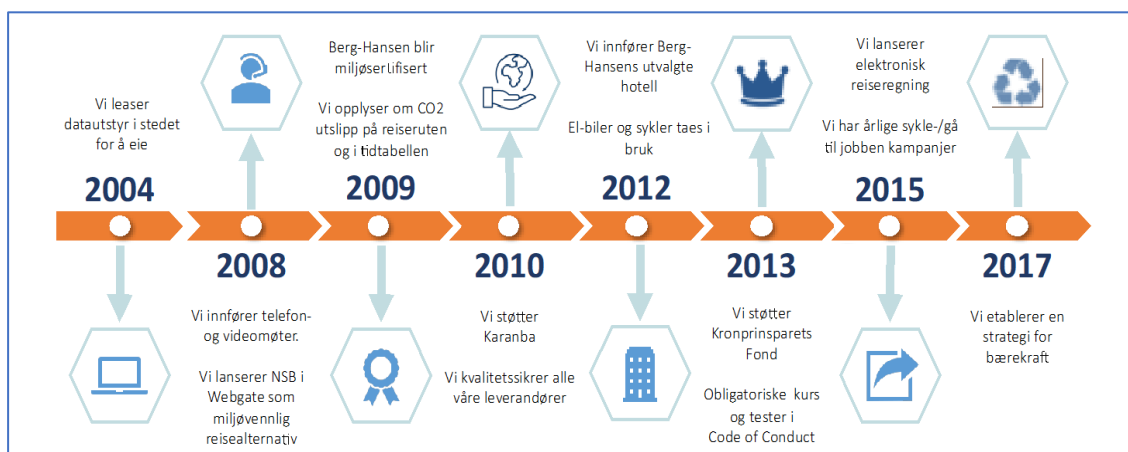 Vi leaser
datautstyr i stedet
for å eie
2004
2008
Vi innfører telefon-
og videomøter.
Vi lanserer NSB i
Webgate som
miljøvennlig
reisealternativ
Berg-Hansen blir
miljøsertifisert
Vi opplyser om CO2
utslipp på reiseruten
og i tidtabellen
2009
2010
Vi støtter
Karanba
Vi kvalitetssikrer alle
våre leverandører
Vi innfører Berg-
Hansens utvalgte
hotell
El-biler og sykler taes i
bruk
2012
2013
Vi støtter
Kronprinsparets
Fond
Obligatoriske kurs
og tester i
Code of Conduct
Vi lanserer
elektronisk
reiseregning
Vi har årlige sykle-/gå
til jobben kampanjer
2015
2017
Vi etablerer en
strategi for
bærekraft